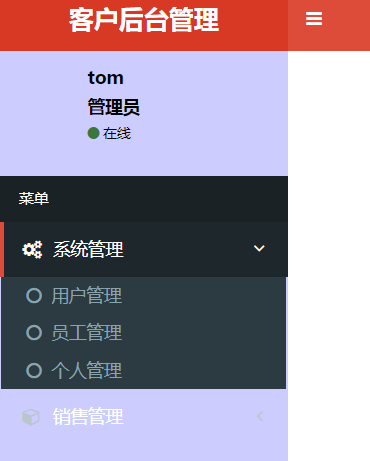 客户后台管理
tom
管理员
在线
菜单
系统管理
用户管理
员工管理
个人管理
销售管理